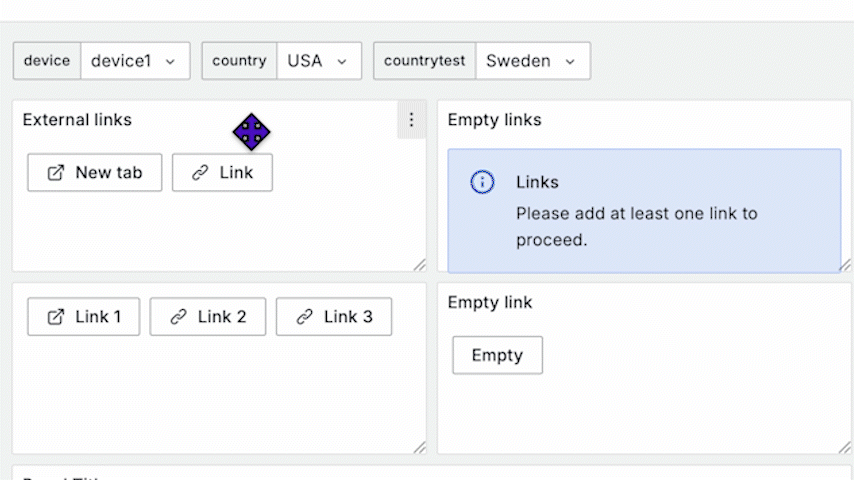 device device1 country USA countrytest Sweden
External links
New tab Link
Empty links
Links
Please add at least one link to
proceed.
Link 1 Link 2 Link 3
Empty link
Empty